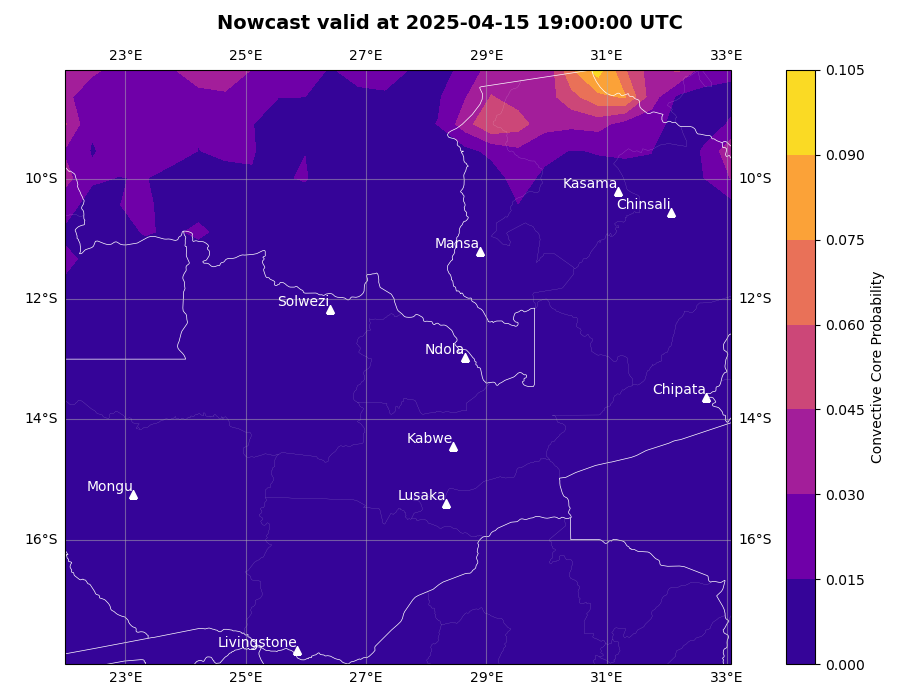 Nowcast valid at 2025-04-15 19:00:00 UTC
23°E 25°E 27°E 29°E 31°E 33°E
0.105
0.090
10°S 10°S
Kasama
Chinsali
0.075
Mansa
12°S 12°S
Solwezi
0.060
Ndola
Convective Core Probability
Chipata
0.045
14°S 14°S
Kabwe
Mongu
Lusaka
0.030
16°S 16°S
0.015
Livingstone
0.000
23°E 25°E 27°E 29°E 31°E 33°E